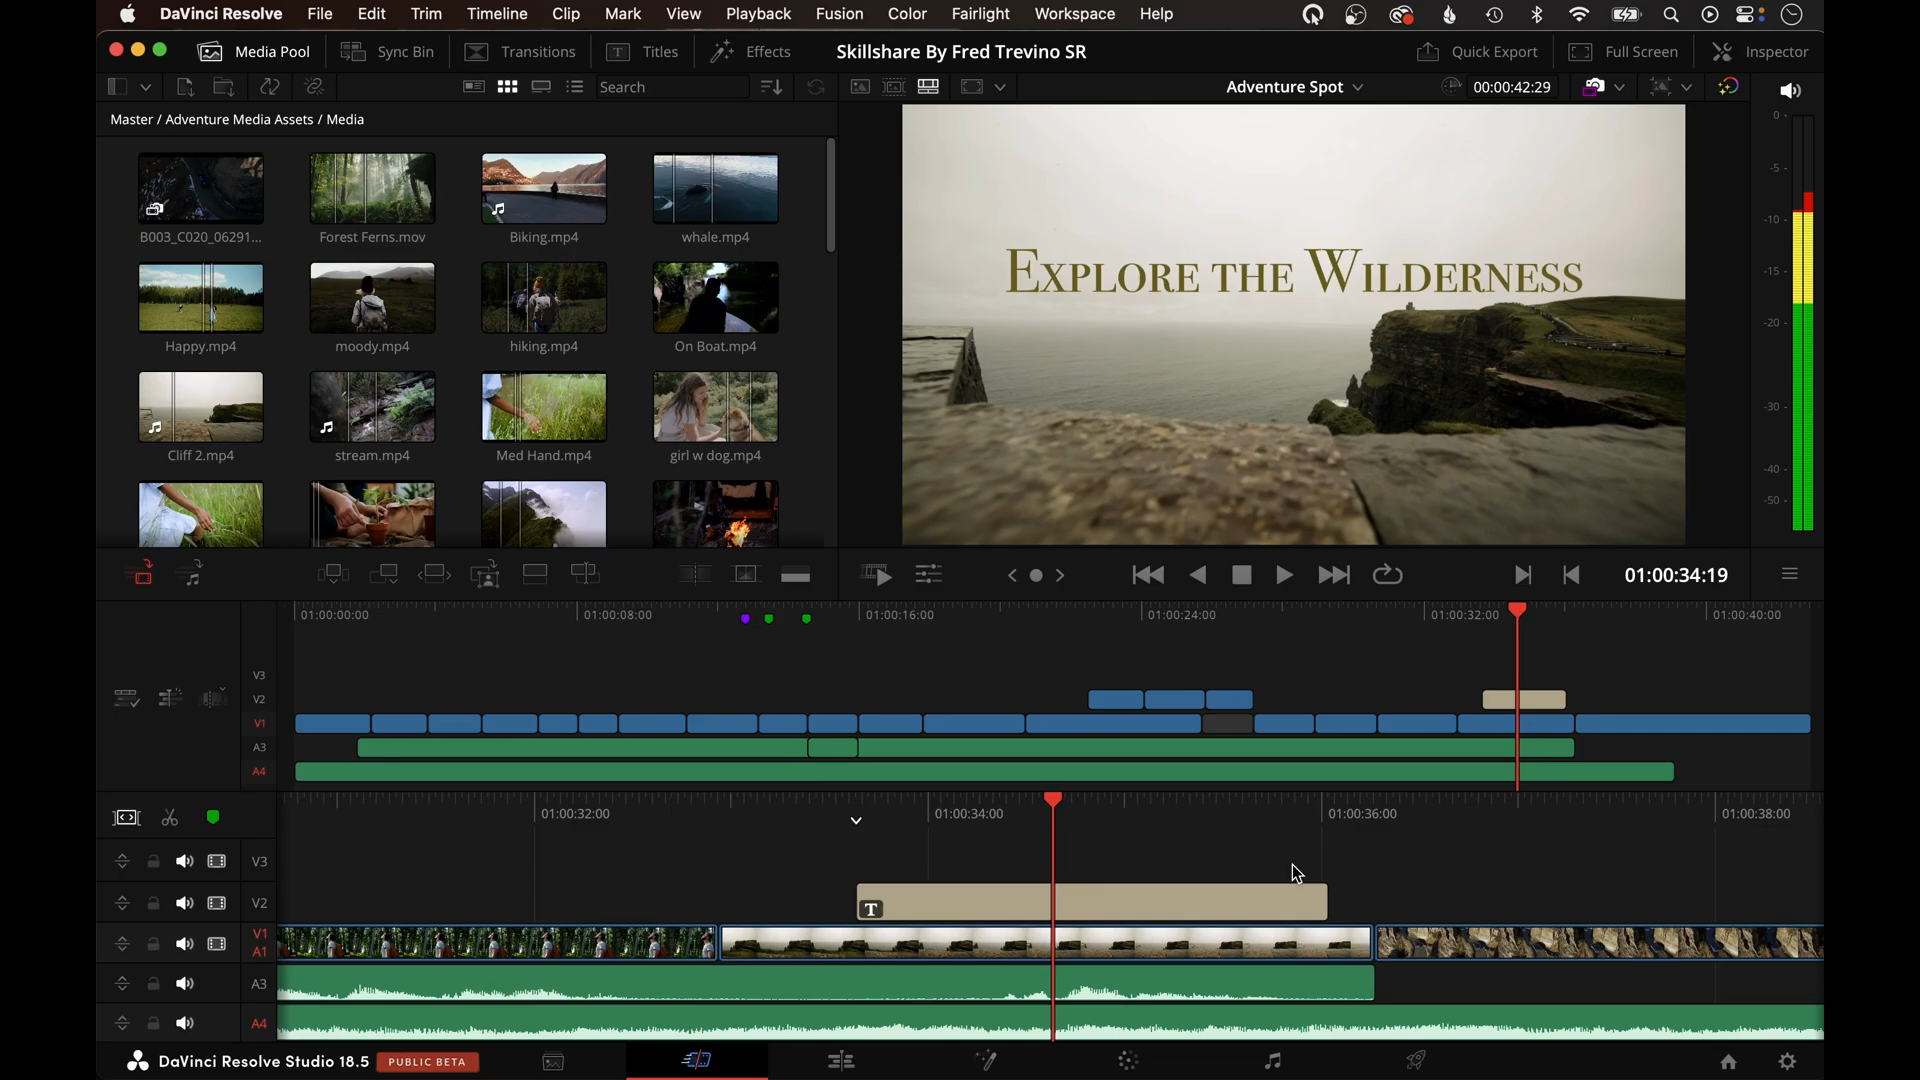 DaVinci Resolve File Edit Trim Timeline Clip Mark View Playback Fusion Color Fairlight Workspace Help
Media Pool Sync Bin Transitions Titles Effects Skillshare By Fred Trevino SR Quick Export Full Screen Inspector
Search Adventure Spot 00:00:42:29
Master / Adventure Media Assets / Media
B003_C020_06291... Forest Ferns.mov Biking.mp4 whale.mp4
Happy.mp4 moody.mp4 hiking.mp4 On Boat.mp4
Cliff 2.mp4 stream.mp4 Med Hand.mp4 girl w dog.mp4
Explore the Wilderness
0
-5
-10
-15
-20
-30
-40
-50
01:00:34:19
01:00:00:00 01:00:08:00 01:00:16:00 01:00:24:00 01:00:32:00 01:00:40:00
V3
V2
V1
A3
A4
01:00:32:00 01:00:34:00 01:00:36:00 01:00:38:00
V3
V2 T
V1
A1
A3
A4
DaVinci Resolve Studio 18.5 PUBLIC BETA